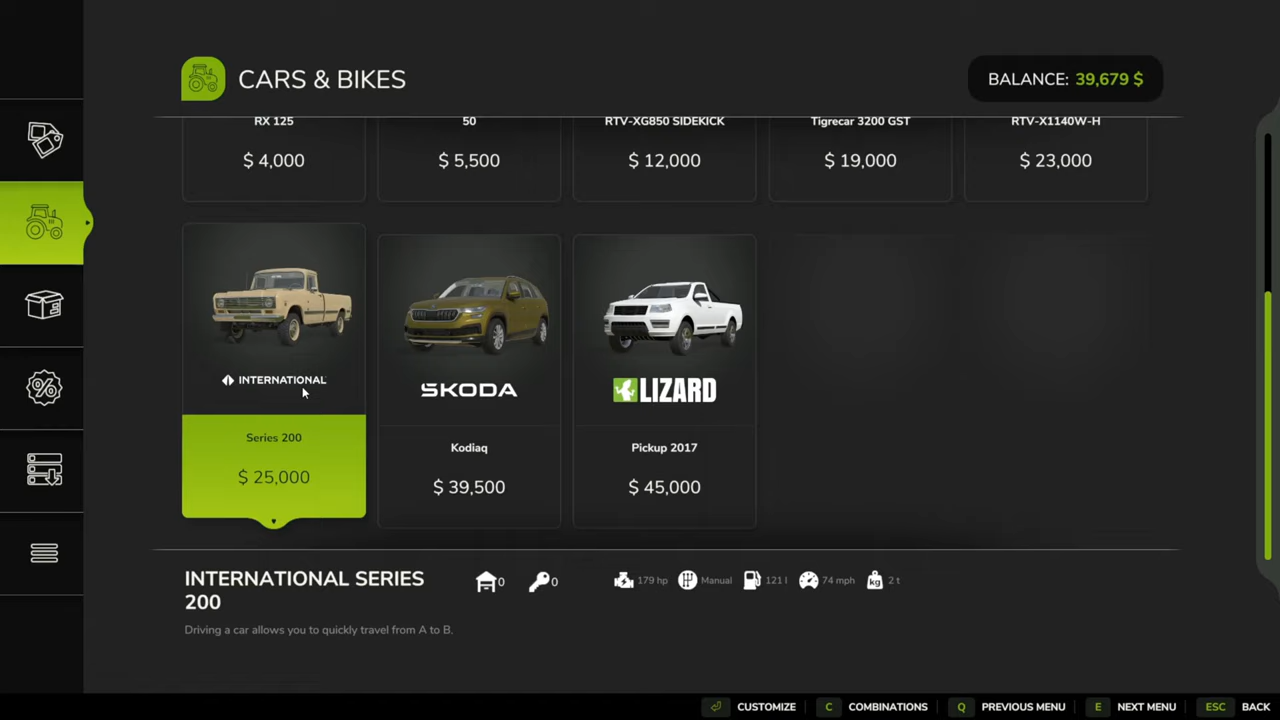 CARS & BIKES
BALANCE: 39,679 $
RX 125
50
RTV-XG850 SIDEKICK
Tigrecar 3200 GST
RTV-X1140W-H
$ 4,000
$ 5,500
$ 12,000
$ 19,000
$ 23,000
INTERNATIONAL
ŠKODA
LIZARD
Series 200
Kodiaq
Pickup 2017
$ 25,000
$ 39,500
$ 45,000
INTERNATIONAL SERIES
200
0
0
179 hp
Manual
121 l
74 mph
kg
2 t
Driving a car allows you to quickly travel from A to B.
CUSTOMIZE
C COMBINATIONS
Q PREVIOUS MENU
E NEXT MENU
ESC BACK